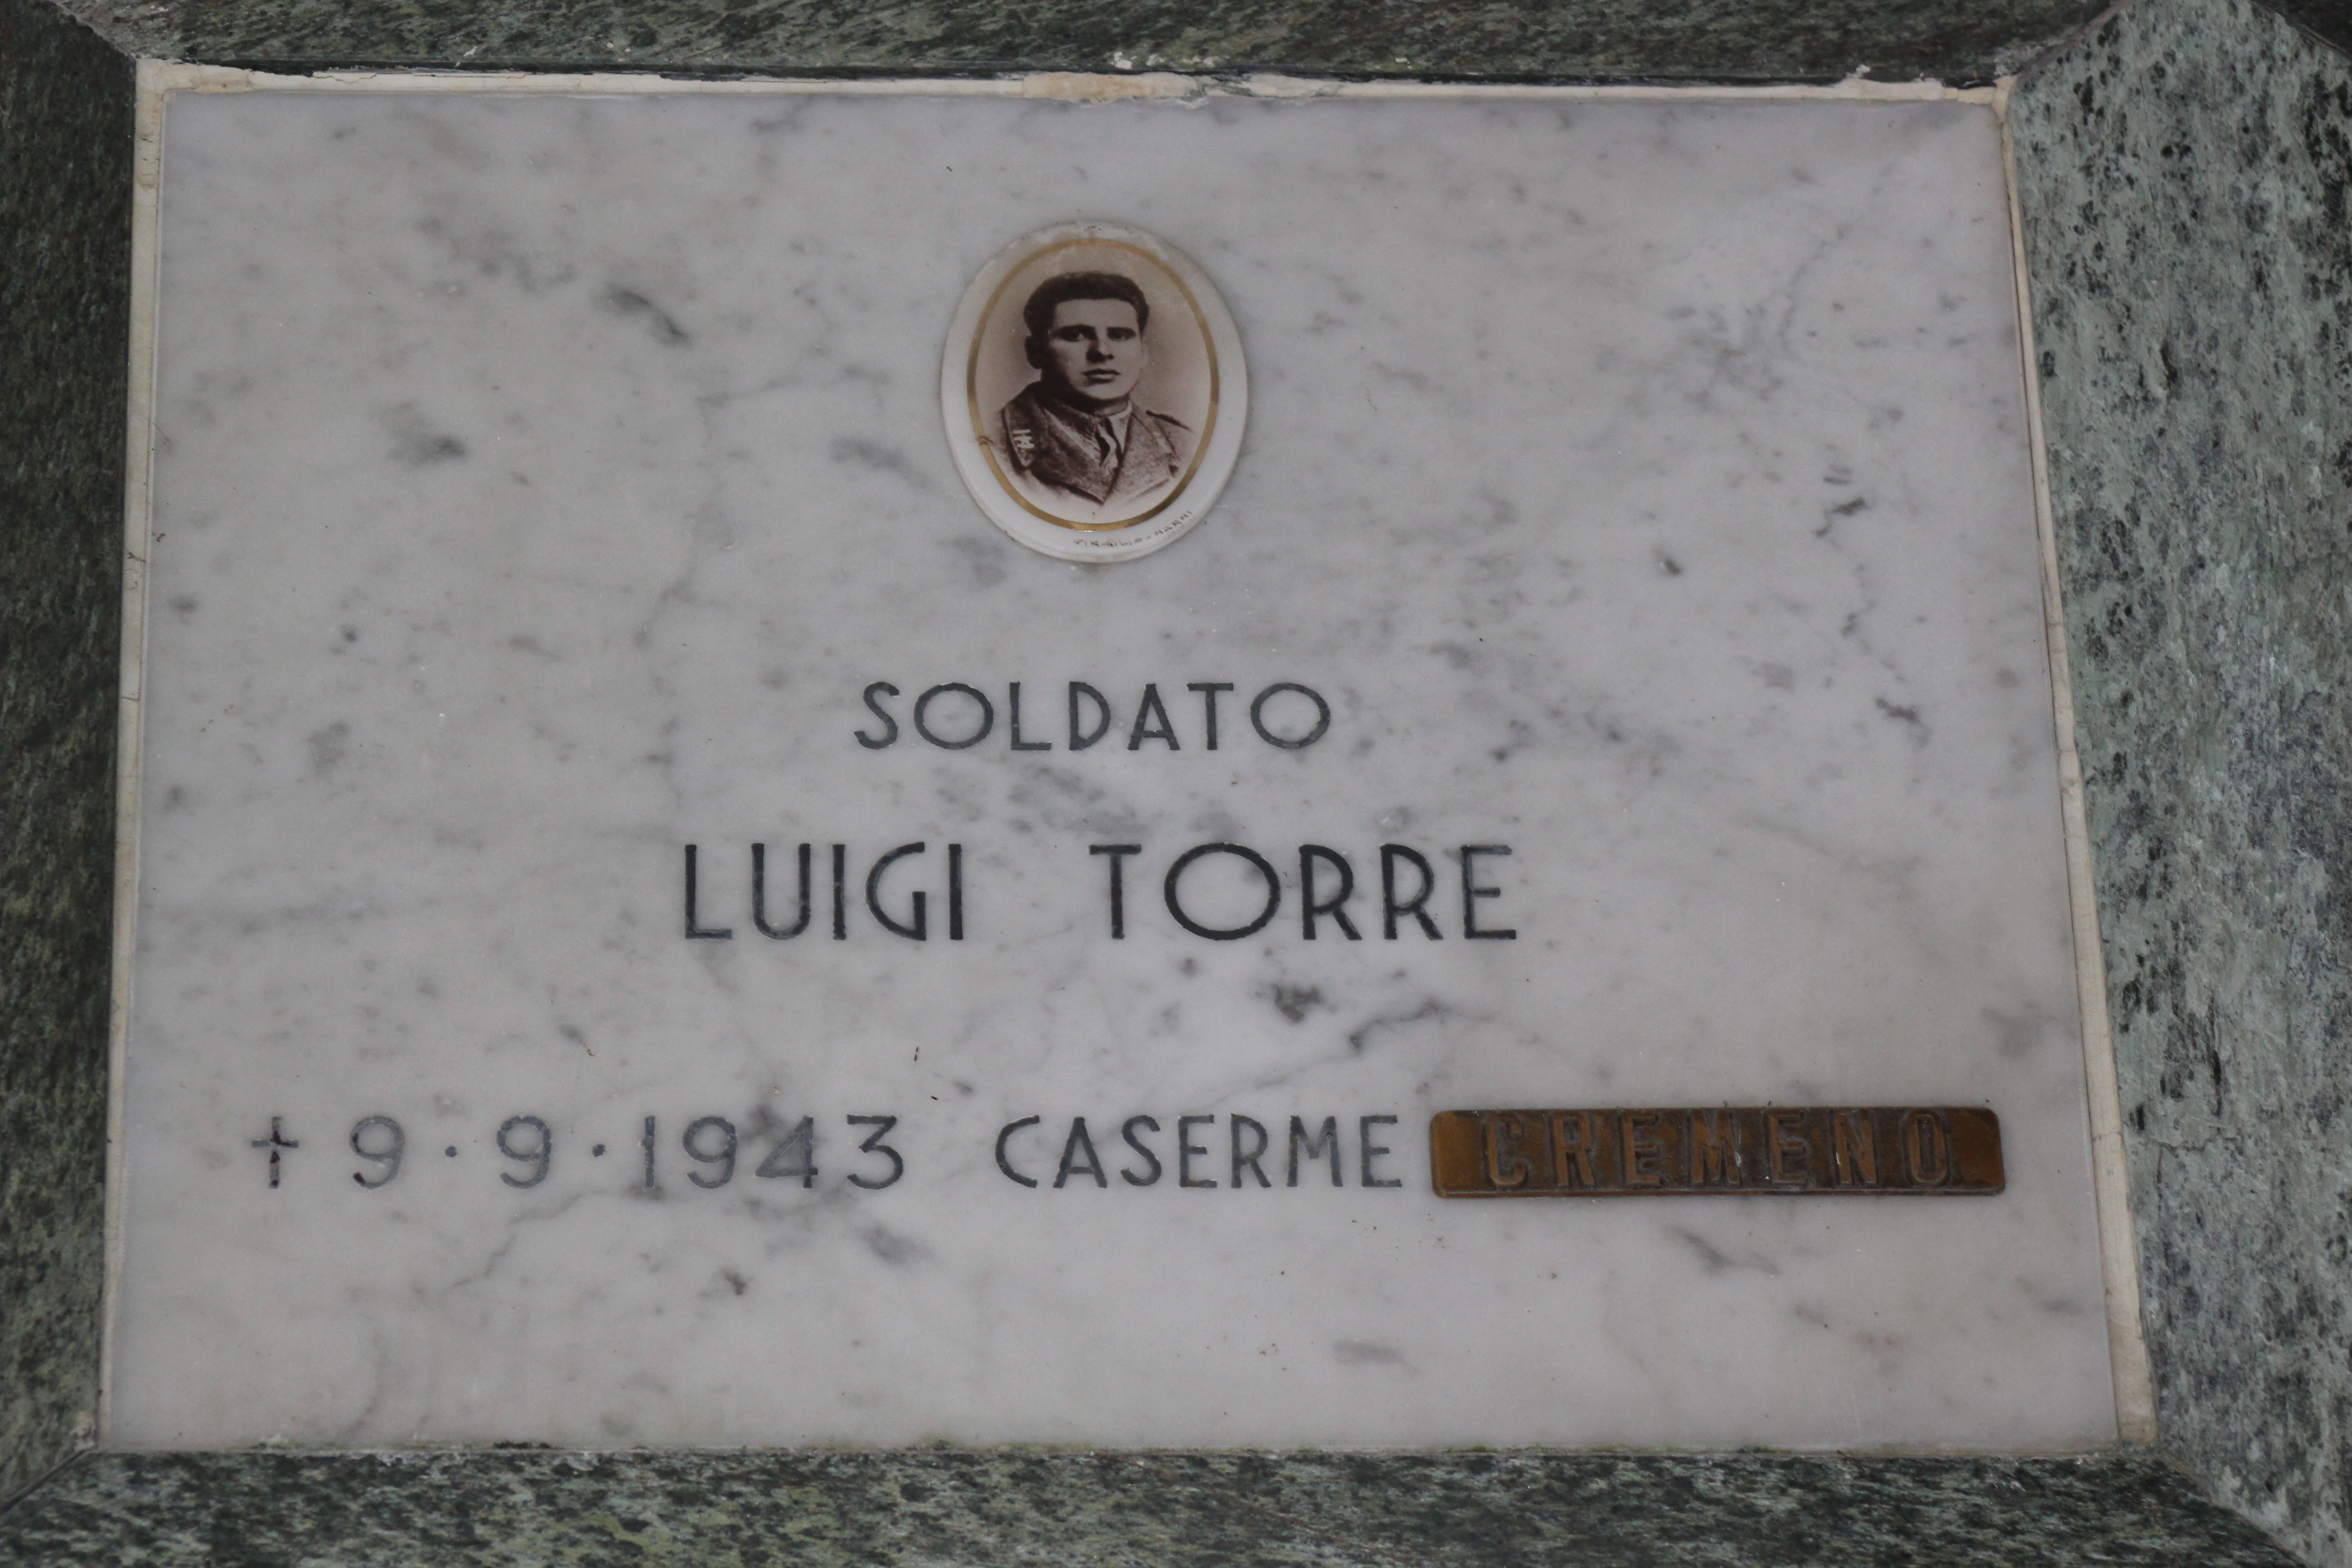 SOLDATO
LUIGI TORRE
† 9·9·1943 CASERME CREMENO